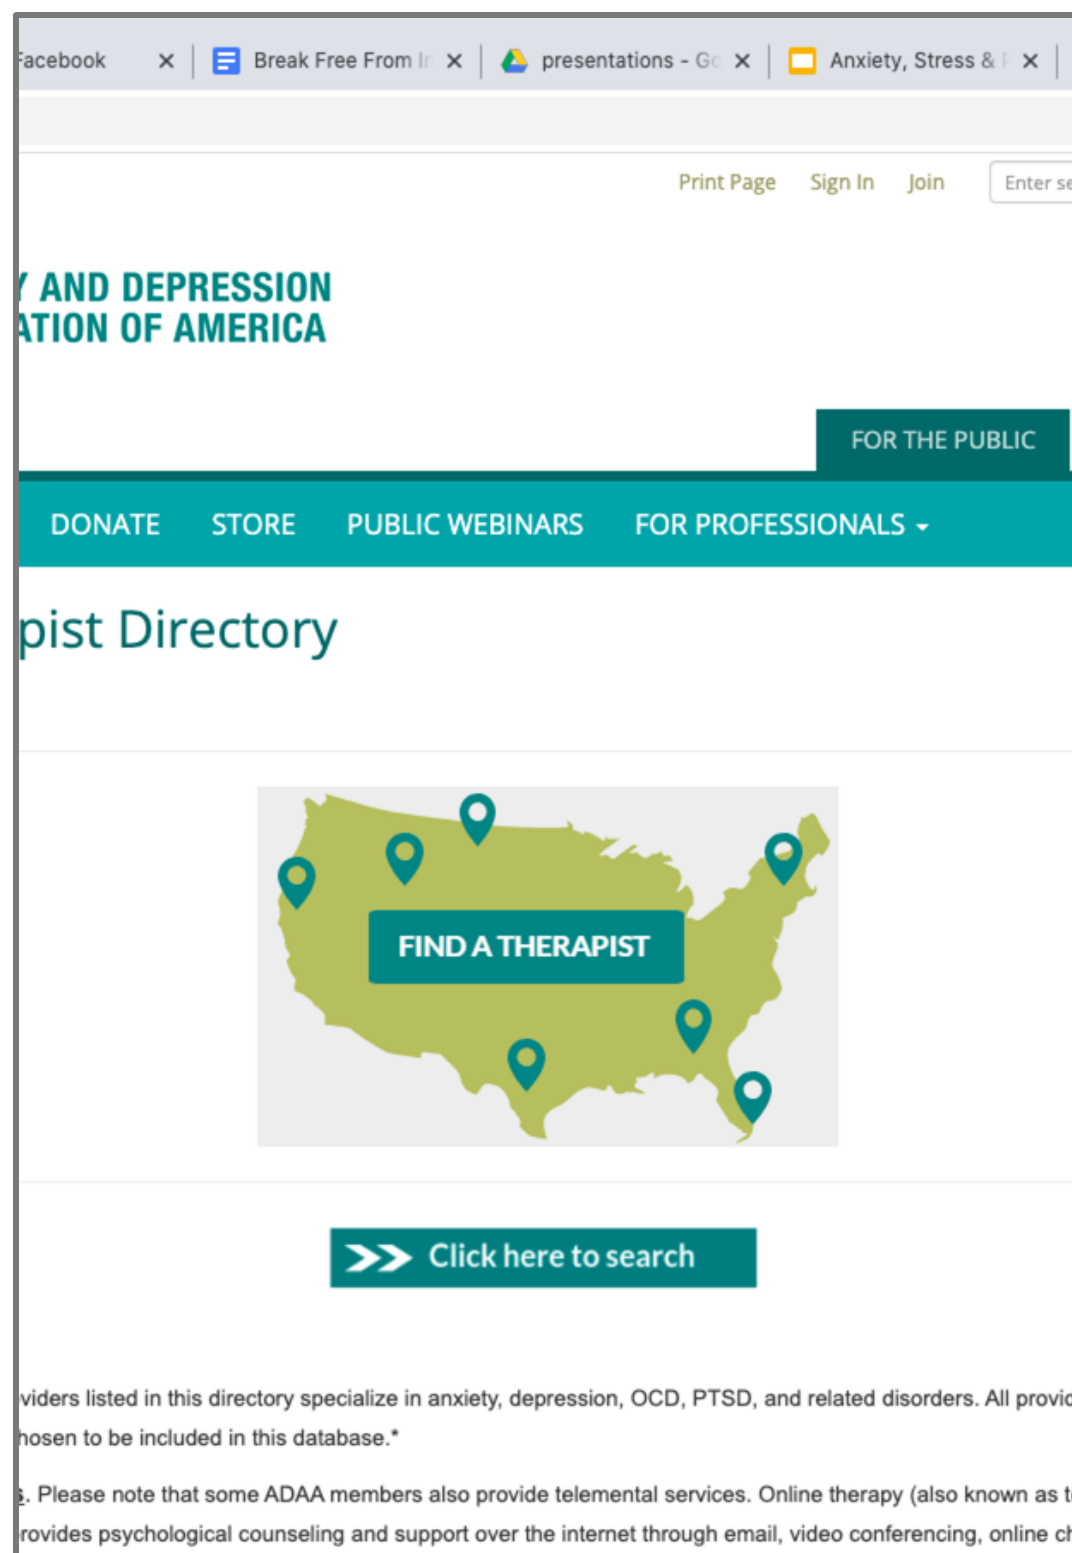 Facebook
Break Free From
presentations - Go
Anxiety, Stress &
Print Page Sign In Join Enter se
Y AND DEPRESSION
ATION OF AMERICA
FOR THE PUBLIC
DONATE STORE PUBLIC WEBINARS FOR PROFESSIONALS
pist Directory
FIND A THERAPIST
Click here to search
viders listed in this directory specialize in anxiety, depression, OCD, PTSD, and related disorders. All provid
hosen to be included in this database.*
s. Please note that some ADAA members also provide telemental services. Online therapy (also known as t
rovides psychological counseling and support over the internet through email, video conferencing, online ch